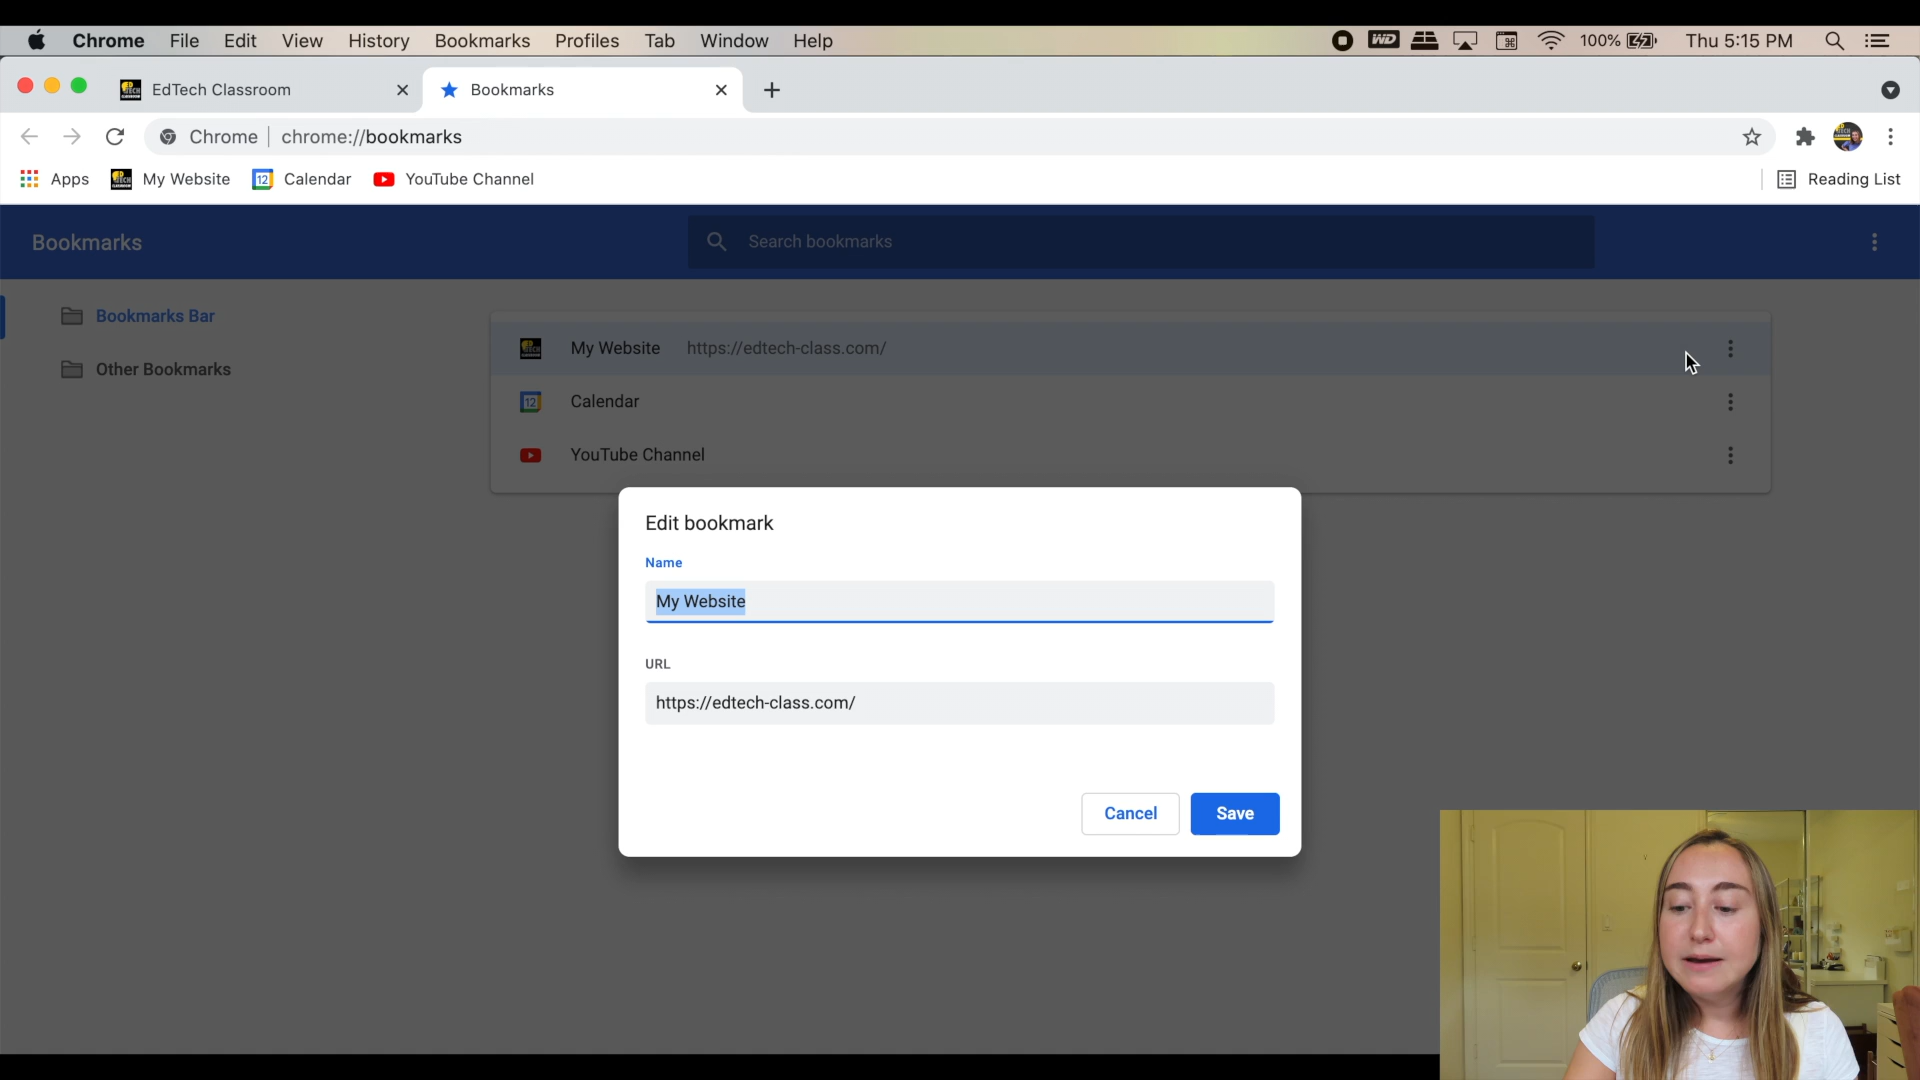 Chrome File Edit View History Bookmarks Profiles Tab Window Help WD 100% Thu 5:15 PM
EdTech Classroom Bookmarks
Chrome chrome://bookmarks
Apps My Website 12 Calendar YouTube Channel Reading List
Bookmarks Search bookmarks
Bookmarks Bar
Other Bookmarks
My Website https://edtech-class.com/
12 Calendar
YouTube Channel
Edit bookmark
Name
My Website
URL
https://edtech-class.com/
Cancel Save